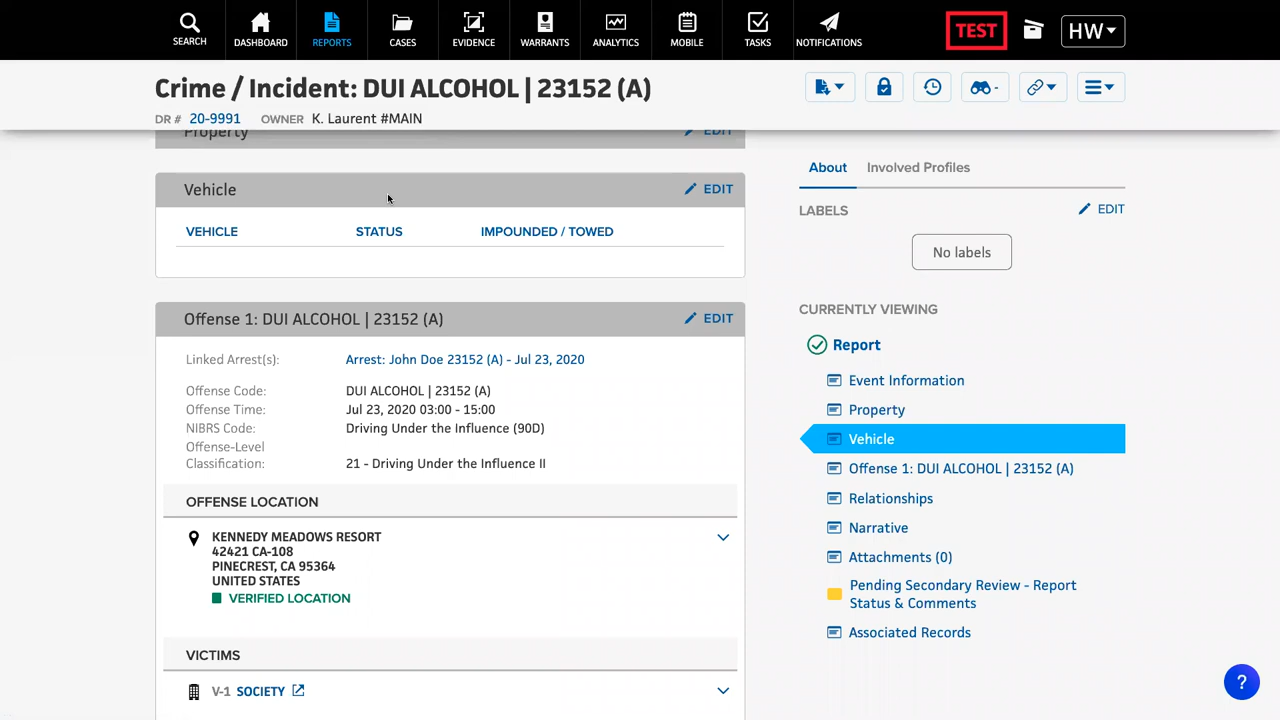 SEARCH
DASHBOARD
REPORTS
CASES
EVIDENCE
WARRANTS
ANALYTICS
MOBILE
TASKS
NOTIFICATIONS
TEST
HW
Crime / Incident: DUI ALCOHOL | 23152 (A)
DR # 20-9991 OWNER K. Laurent #MAIN
Property EDIT
Vehicle EDIT
VEHICLE STATUS IMPOUNDED / TOWED
Offense 1: DUI ALCOHOL | 23152 (A) EDIT
Linked Arrest(s): Arrest: John Doe 23152 (A) - Jul 23, 2020
Offense Code: DUI ALCOHOL | 23152 (A)
Offense Time: Jul 23, 2020 03:00 - 15:00
NIBRS Code: Driving Under the Influence (90D)
Offense-Level
Classification: 21 - Driving Under the Influence II
OFFENSE LOCATION
KENNEDY MEADOWS RESORT
42421 CA-108
PINECREST, CA 95364
UNITED STATES
VERIFIED LOCATION
VICTIMS
V-1 SOCIETY
About Involved Profiles
LABELS EDIT
No labels
CURRENTLY VIEWING
Report
Event Information
Property
Vehicle
Offense 1: DUI ALCOHOL | 23152 (A)
Relationships
Narrative
Attachments (0)
Pending Secondary Review - Report
Status & Comments
Associated Records
?